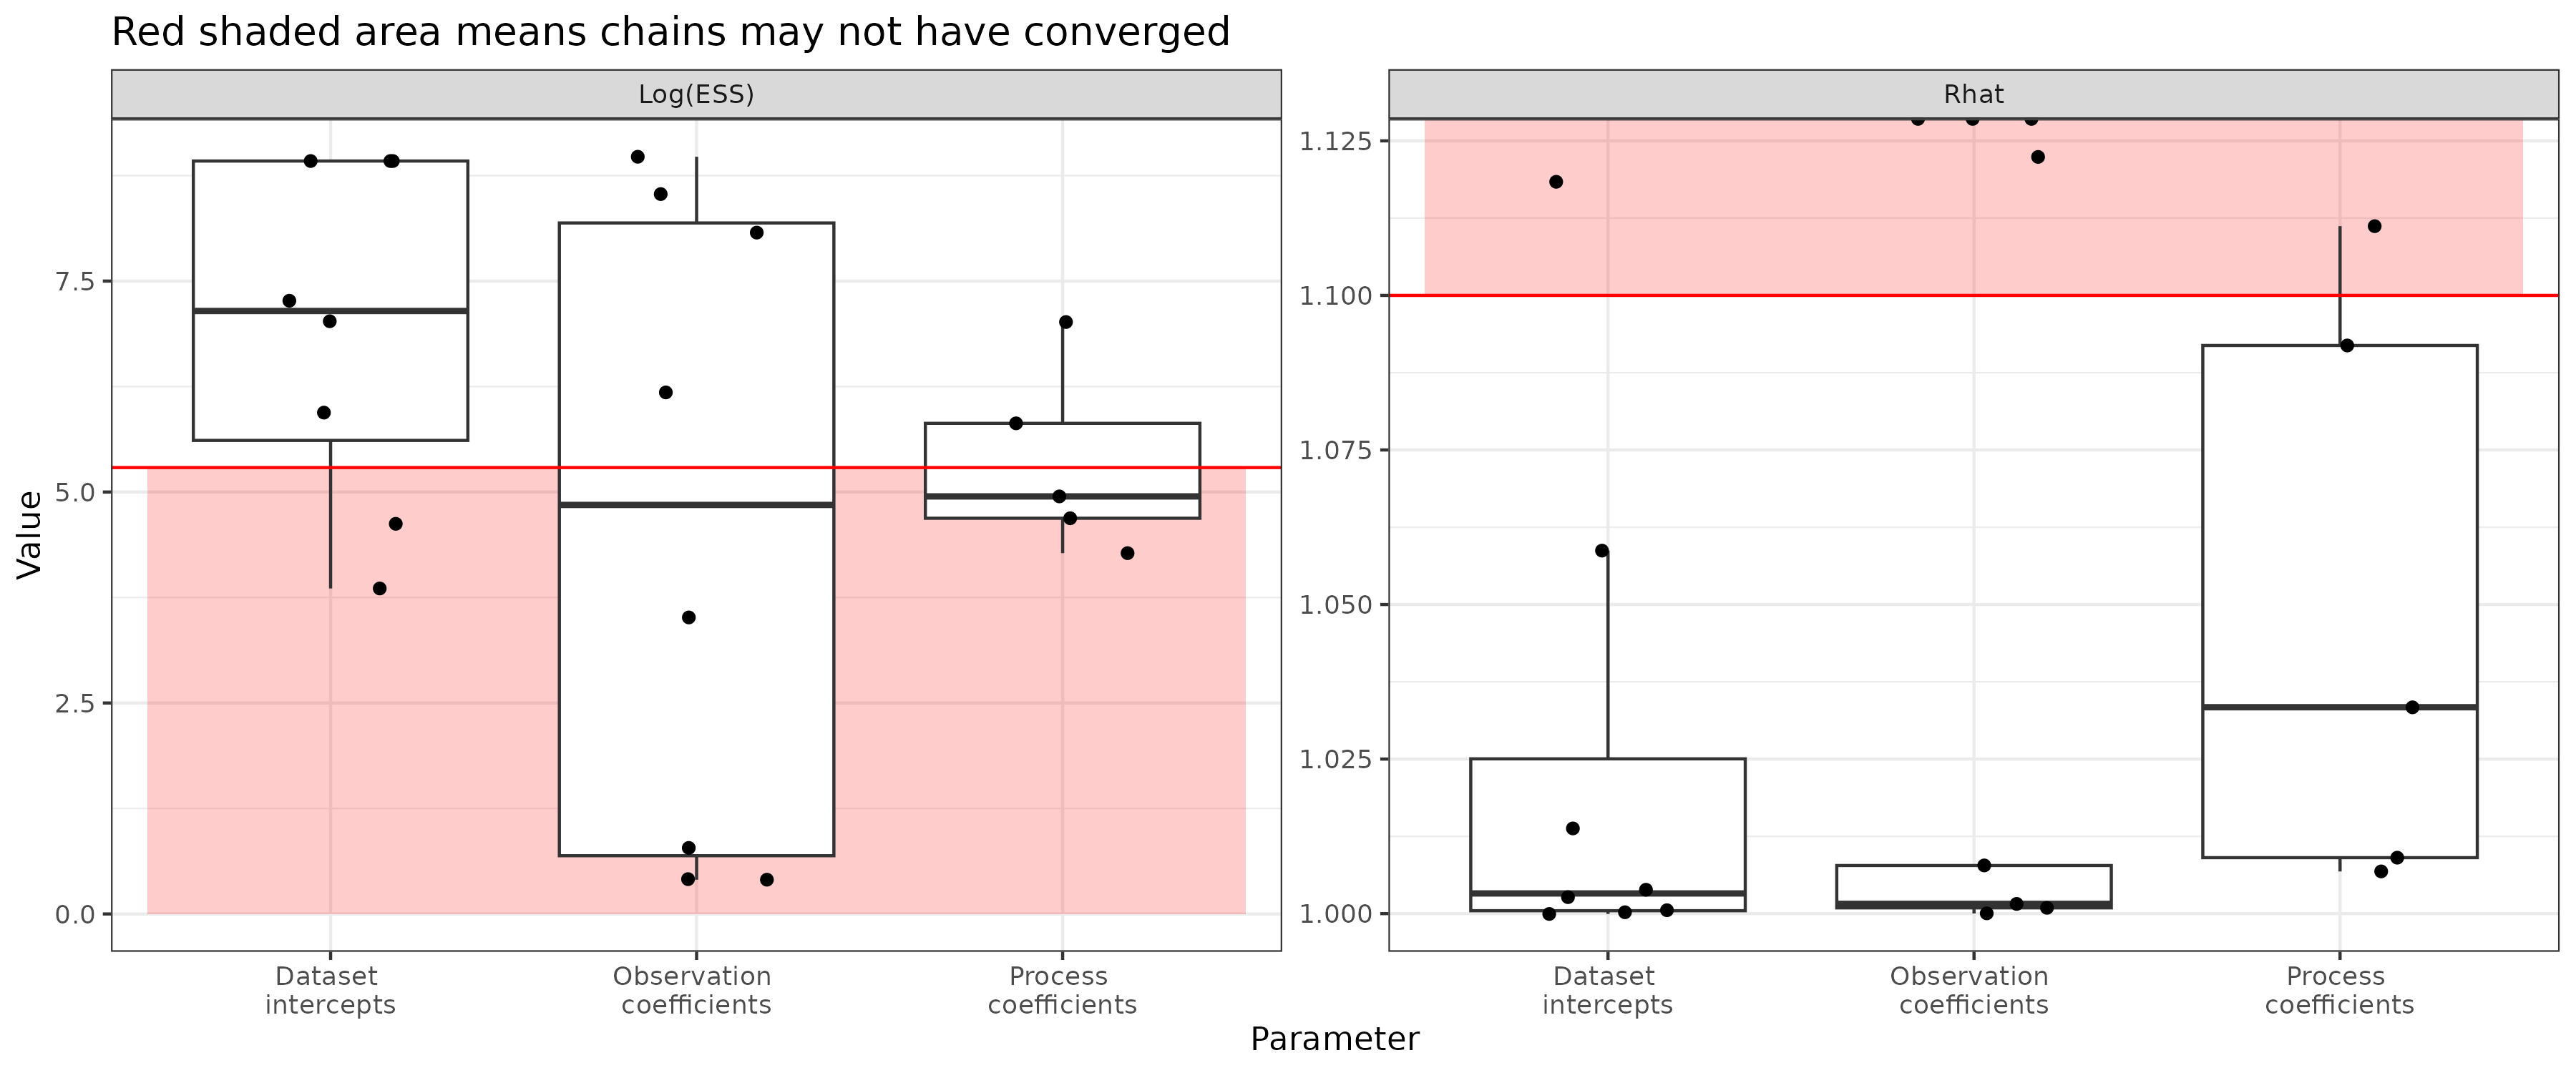 Red shaded area means chains may not have converged
Log(ESS)
Rhat
Value
7.5
5.0
2.5
0.0
1.125
1.100
1.075
1.050
1.025
1.000
Dataset
intercepts
Observation
coefficients
Process
coefficients
Dataset
intercepts
Observation
coefficients
Process
coefficients
Parameter